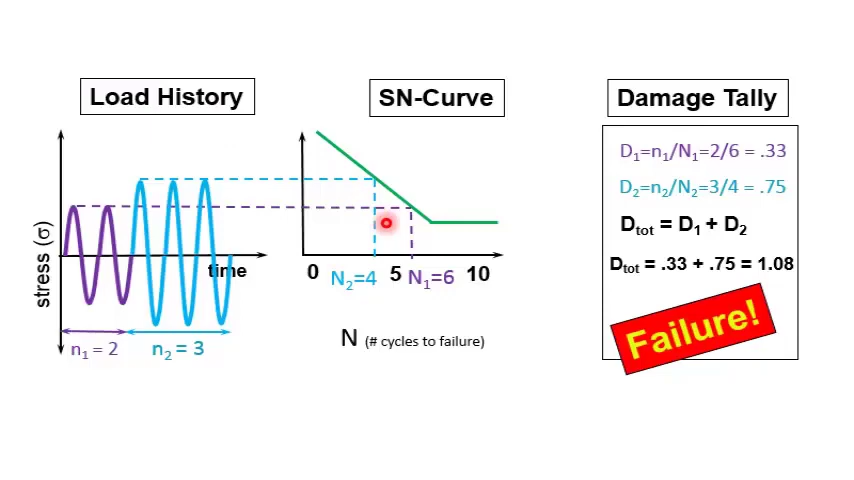 Load History
SN-Curve
Damage Tally
stress (σ)
time
n₁ = 2
n₂ = 3
0
N₂=4
5
N₁=6
10
N (# cycles to failure)
D₁=n₁/N₁=2/6 = .33
D₂=n₂/N₂=3/4 = .75
Dtot = D₁ + D₂
Dtot = .33 + .75 = 1.08
Failure!